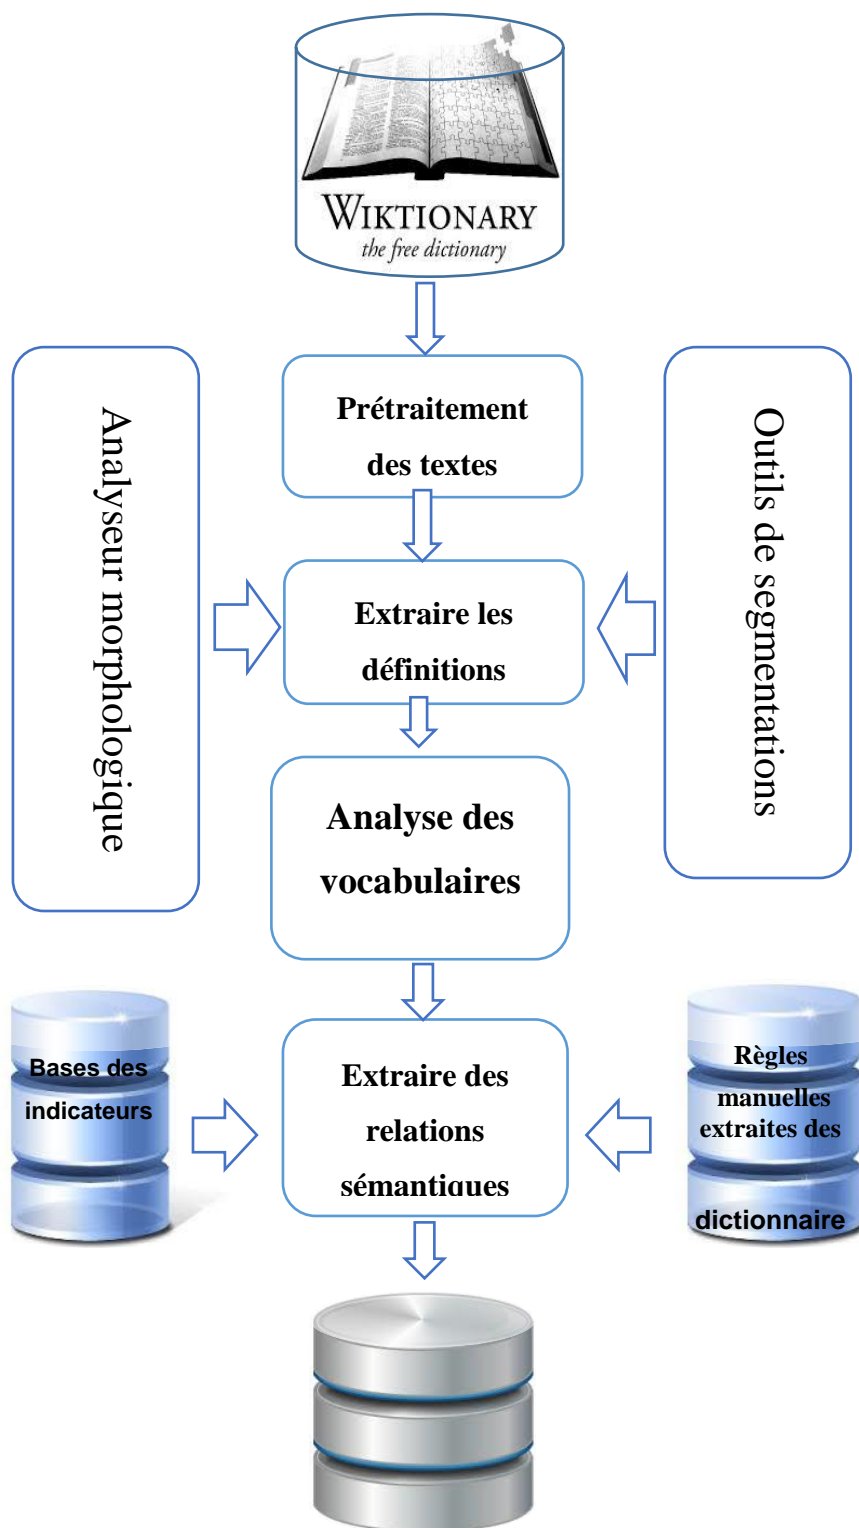 WIKTIONARY
the free dictionary
Prétraitement
des textes
Analyseur morphologique
Outils de segmentations
Extraire les
définitions
Analyse des
vocabulaires
Bases des
indicateurs
Extraire des
relations
sémantiques
Règles
manuelles
extraites des
dictionnaire